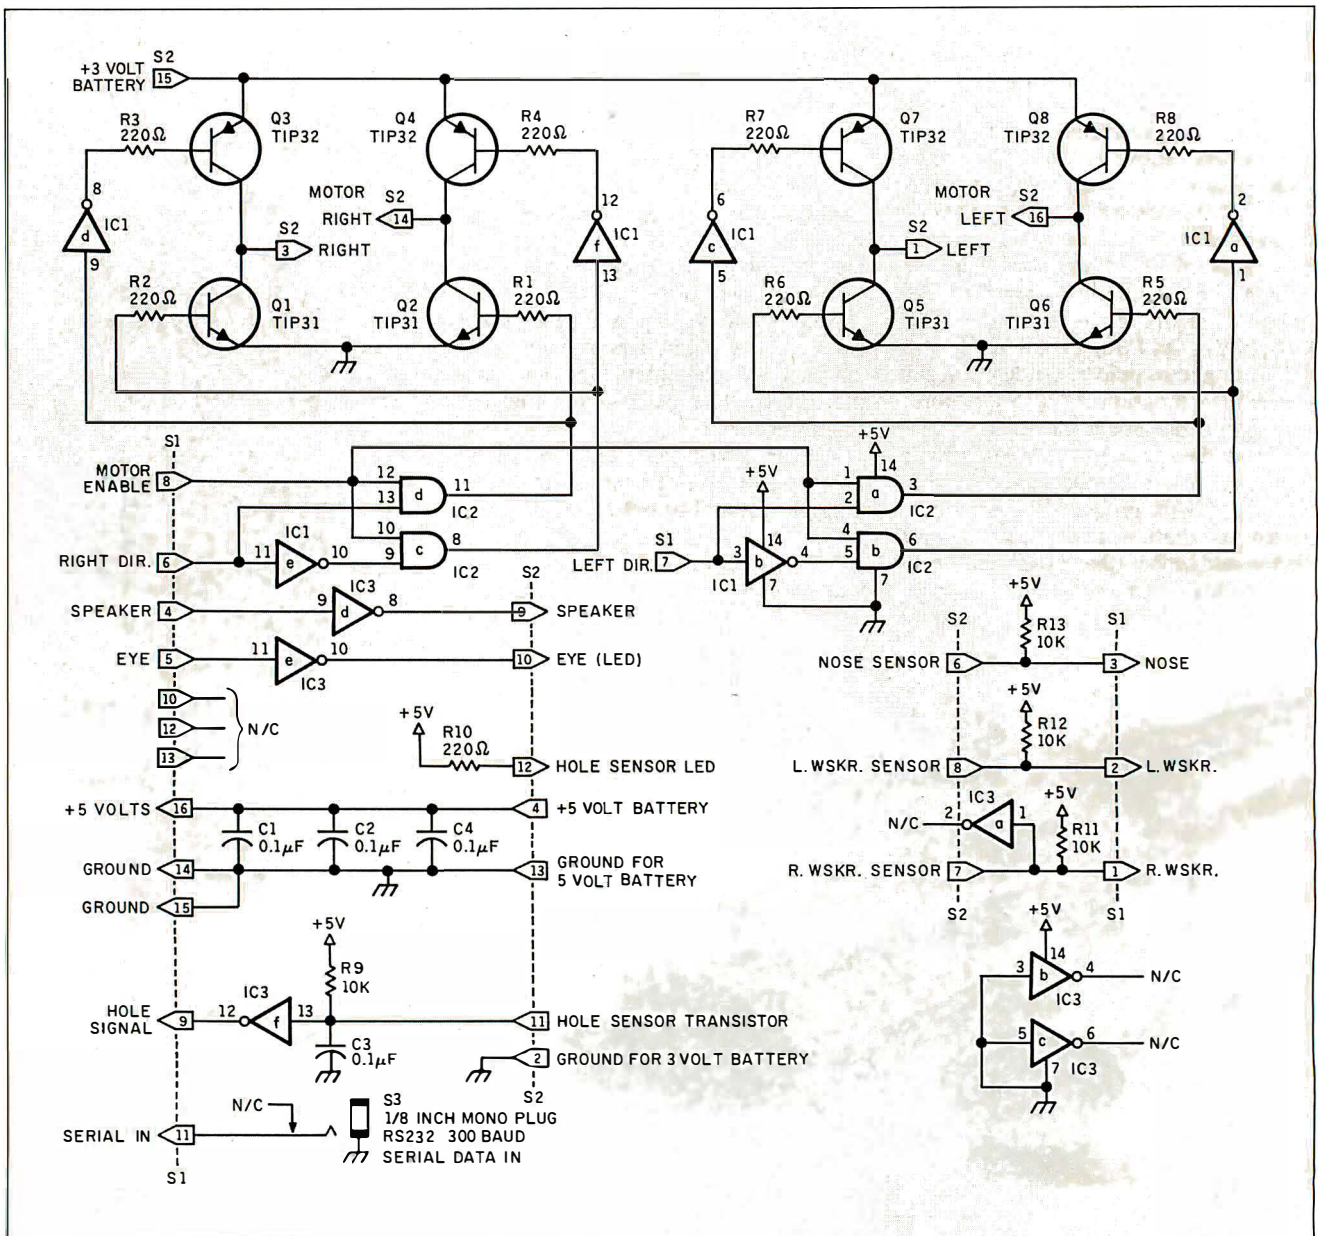 S2
+3 VOLT
BATTERY
15
R3
220Ω
Q3
TIP32
Q4
TIP32
R4
220Ω
R7
220Ω
Q7
TIP32
Q8
TIP32
R8
220Ω
8
d
IC1
9
MOTOR
RIGHT
S2
14
S2
3
RIGHT
12
IC1
f
13
6
c
IC1
5
MOTOR
LEFT
S2
16
S2
1
LEFT
2
IC1
a
1
R2
220Ω
Q1
TIP31
Q2
TIP31
R1
220Ω
R6
220Ω
Q5
TIP31
Q6
TIP31
R5
220Ω
S1
MOTOR
ENABLE
8
12
13
d
11
IC2
10
9
c
8
IC2
RIGHT DIR.
6
11
IC1
e
10
+5V
+5V
14
1
2
a
3
IC2
4
5
b
6
IC2
7
S1
LEFT DIR.
7
3
14
b
4
IC1
7
SPEAKER
4
9
IC3
d
8
S2
9
SPEAKER
EYE
5
11
e
10
IC3
10
EYE (LED)
10
12
13
N/C
+5V
R10
220Ω
12
HOLE SENSOR LED
+5 VOLTS
16
C1
0.1µF
C2
0.1µF
C4
0.1µF
4
+5 VOLT BATTERY
GROUND
14
13
GROUND FOR
5 VOLT BATTERY
GROUND
15
+5V
R9
10K
HOLE
SIGNAL
9
12
IC3
f
13
C3
0.1µF
11
HOLE SENSOR TRANSISTOR
2
GROUND FOR 3 VOLT BATTERY
S2
N/C
SERIAL IN
11
S1
S3
1/8 INCH MONO PLUG
RS232 300 BAUD
SERIAL DATA IN
S2
+5V
R13
10K
S1
NOSE SENSOR
6
3
NOSE
+5V
R12
10K
L. WSKR. SENSOR
8
2
L. WSKR.
N/C
2
IC3
a
1
+5V
R11
10K
R. WSKR. SENSOR
7
1
R. WSKR.
S2
S1
+5V
14
3
b
4
IC3
N/C
5
c
6
IC3
7
N/C